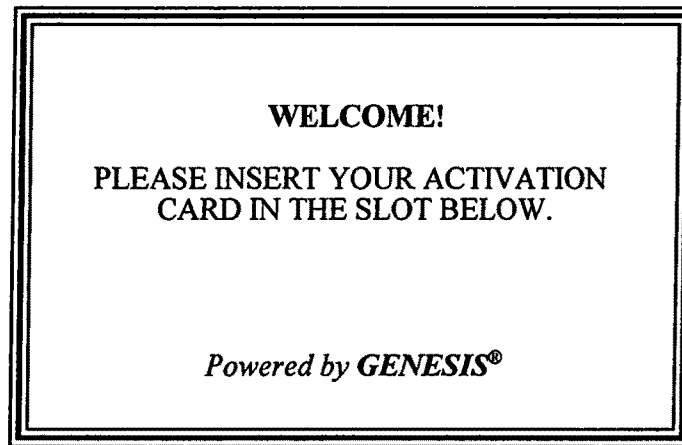 WELCOME!
PLEASE INSERT YOUR ACTIVATION
CARD IN THE SLOT BELOW.
Powered by GENESIS®